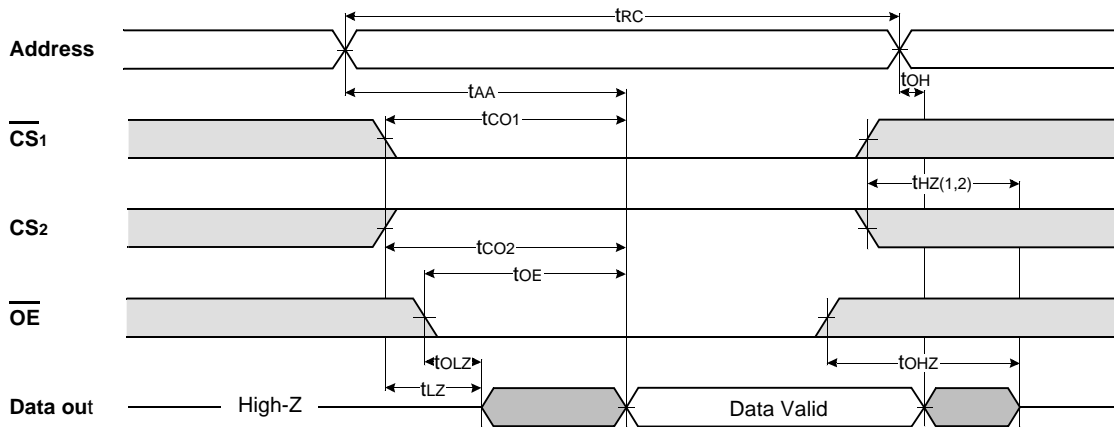 tRC
Address
tOH
tAA
tCO1
CS1
tHZ(1,2)
CS2
tCO2
tOE
OE
tOLZ
tOHZ
tLZ
Data out
High-Z
Data Valid